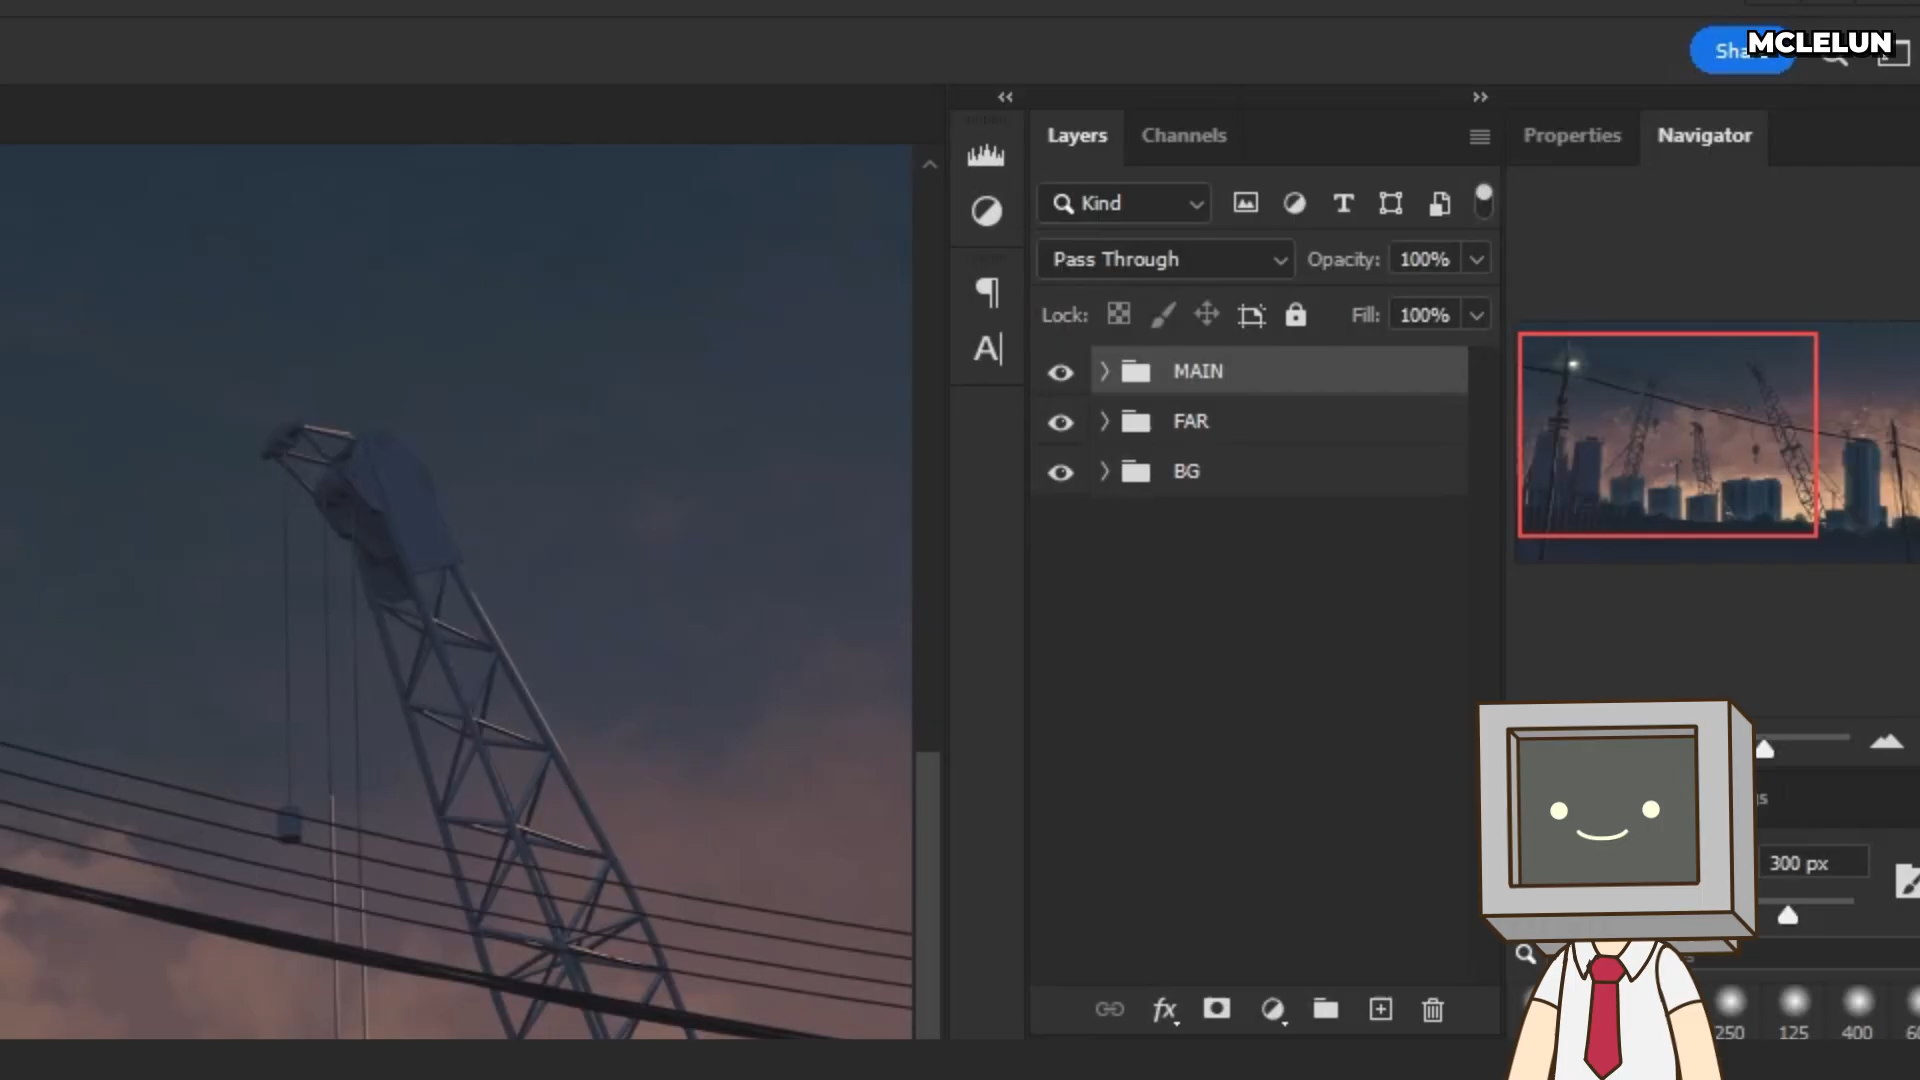 MCLELUN
Layers
Channels
Properties
Navigator
Kind
Pass Through
Opacity:
100%
Lock:
Fill:
100%
MAIN
FAR
BG
300 px
fx
250
125
400